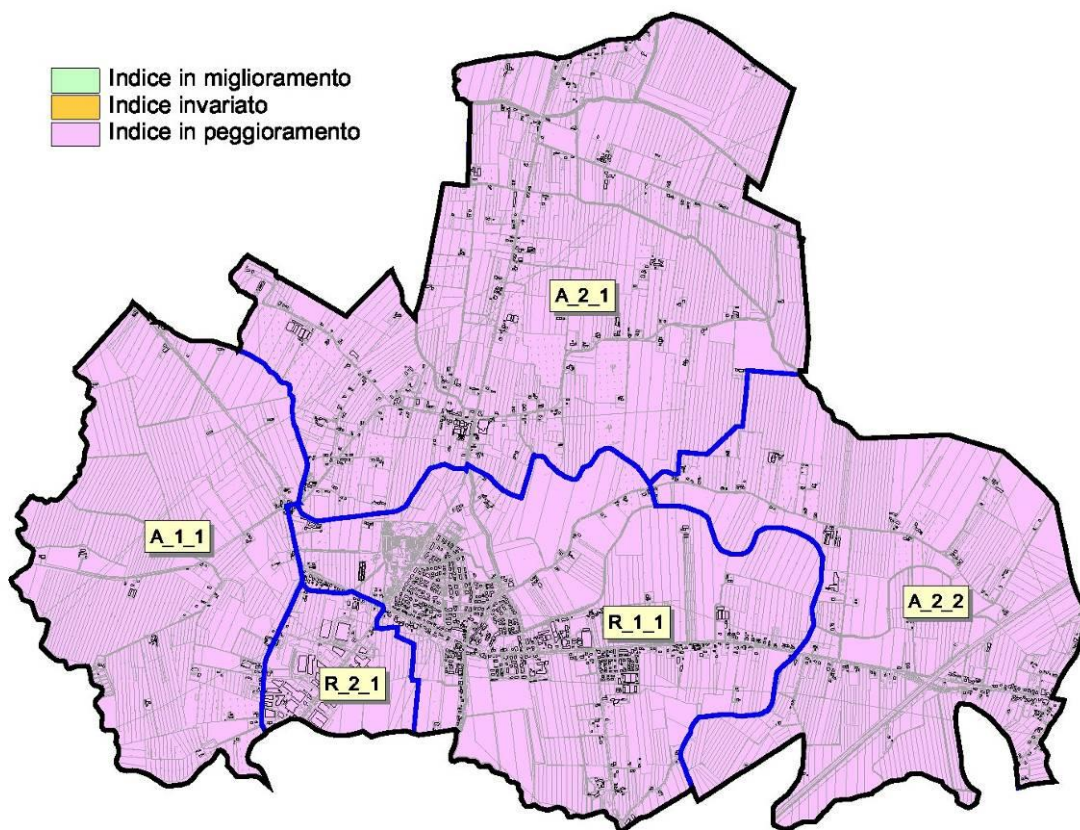 Indice in miglioramento
Indice invariato
Indice in peggioramento
A_2_1
A_1_1
A_2_2
R_1_1
R_2_1